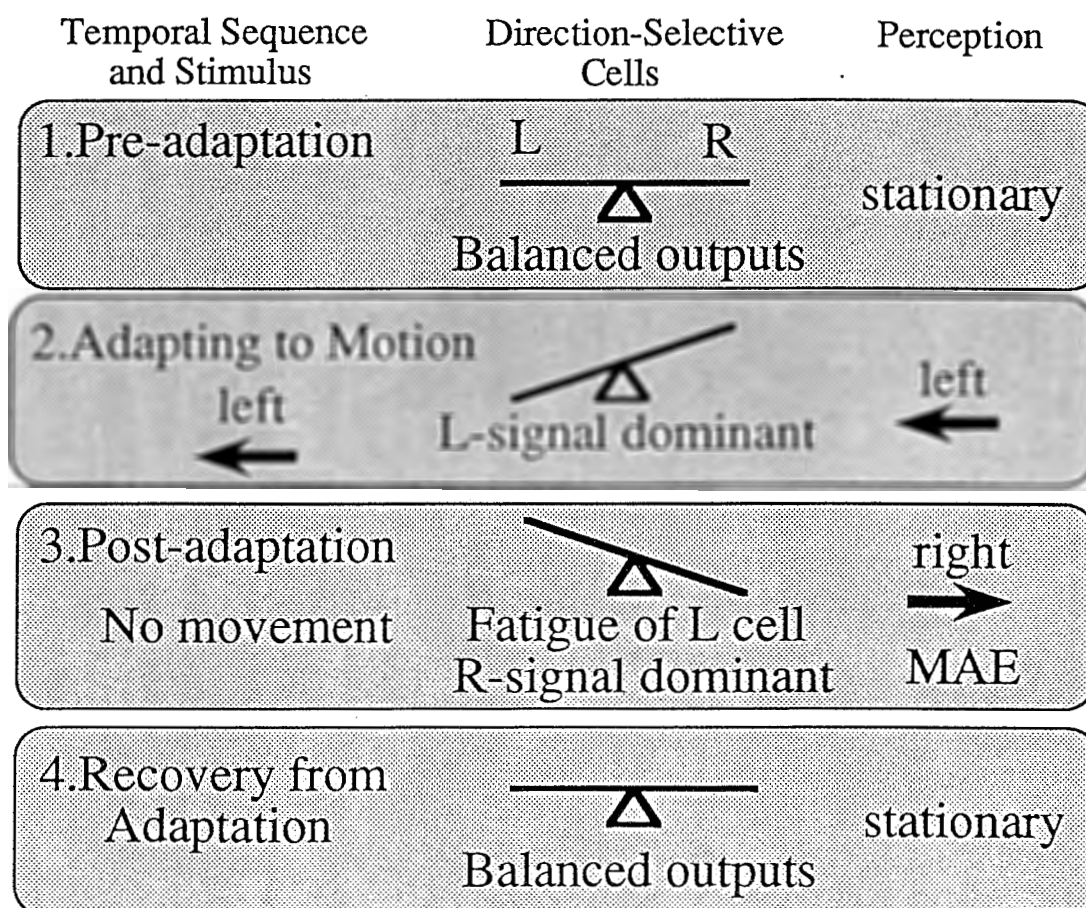 Temporal Sequence
and Stimulus
Direction-Selective
Cells
Perception
1.Pre-adaptation
L R
Balanced outputs
stationary
2.Adapting to Motion
left
L-signal dominant
left
3.Post-adaptation
No movement
Fatigue of L cell
R-signal dominant
right
MAE
4.Recovery from
Adaptation
Balanced outputs
stationary